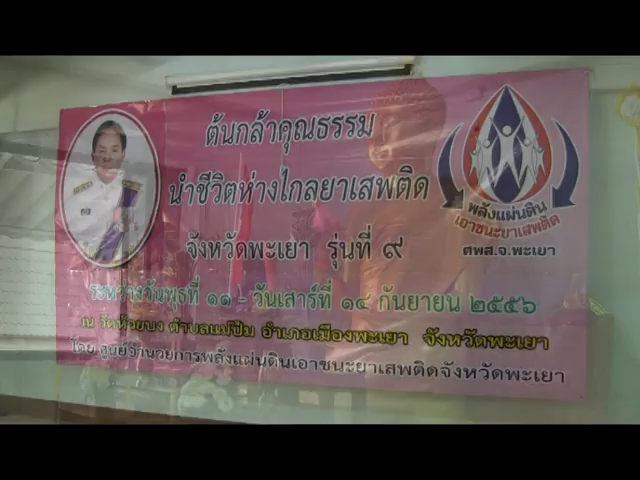 ต้นกล้าคุณธรรม
นำชีวิตห่างไกลยาเสพติด
จังหวัดพะเยา รุ่นที่ ๙
ระหว่างวันพุธที่ ๑๑ - วันเสาร์ที่ ๑๔ กันยายน ๒๕๕๖
ณ วัดห้วยบง ตำบลแม่ปืม อำเภอเมืองพะเยา จังหวัดพะเยา
โดย ศูนย์อำนวยการพลังแผ่นดินเอาชนะยาเสพติดจังหวัดพะเยา
พลังแผ่นดิน
เอาชนะยาเสพติด
ศพส.จ.พะเยา